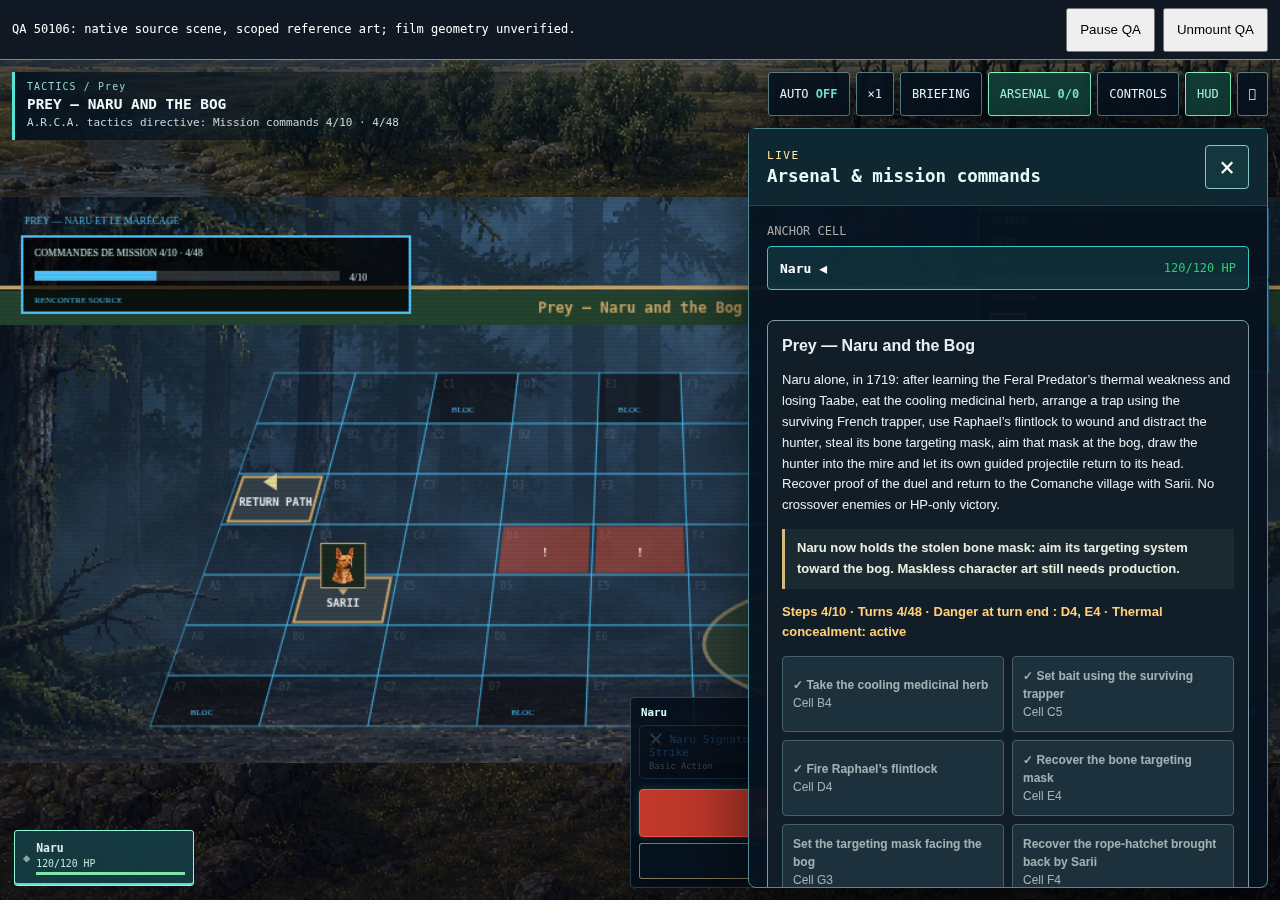 QA 50106: native source scene, scoped reference art; film geometry unverified.
Pause QA
Unmount QA
TACTICS / Prey
PREY — NARU AND THE BOG
A.R.C.A. tactics directive: Mission commands 4/10 · 4/48
AUTO OFF
×1
BRIEFING
ARSENAL 0/0
CONTROLS
HUD
LIVE
Arsenal & mission commands
×
ANCHOR CELL
Naru ◀
120/120 HP
PREY — NARU ET LE MARÉCAGE
COMMANDES DE MISSION 4/10 · 4/48
4/10
RENCONTRE SOURCE
Prey — Naru and the Bog
A1 B1 C1 D1 E1 F1
BLOC
BLOC
A2 B2 C2 D2 E2 F2
B3 C3 D3 E3 F3
RETURN PATH
A4 B4 C4 D4 E4
!
!
SARII
A5 C5 D5 E5 F5
A6 B6 C6 D6 E6
A7 B7 C7 D7 E7 F7
BLOC
BLOC
Naru
Naru Signatu
Strike
Basic Action
Naru
120/120 HP
Prey — Naru and the Bog
Naru alone, in 1719: after learning the Feral Predator’s thermal weakness and
losing Taabe, eat the cooling medicinal herb, arrange a trap using the
surviving French trapper, use Raphael’s flintlock to wound and distract the
hunter, steal its bone targeting mask, aim that mask at the bog, draw the
hunter into the mire and let its own guided projectile return to its head.
Recover proof of the duel and return to the Comanche village with Sarii. No
crossover enemies or HP-only victory.
Naru now holds the stolen bone mask: aim its targeting system
toward the bog. Maskless character art still needs production.
Steps 4/10 · Turns 4/48 · Danger at turn end : D4, E4 · Thermal
concealment: active
✓ Take the cooling medicinal herb
Cell B4
✓ Set bait using the surviving
trapper
Cell C5
✓ Fire Raphael’s flintlock
Cell D4
✓ Recover the bone targeting
mask
Cell E4
Set the targeting mask facing the
bog
Cell G3
Recover the rope-hatchet brought
back by Sarii
Cell F4